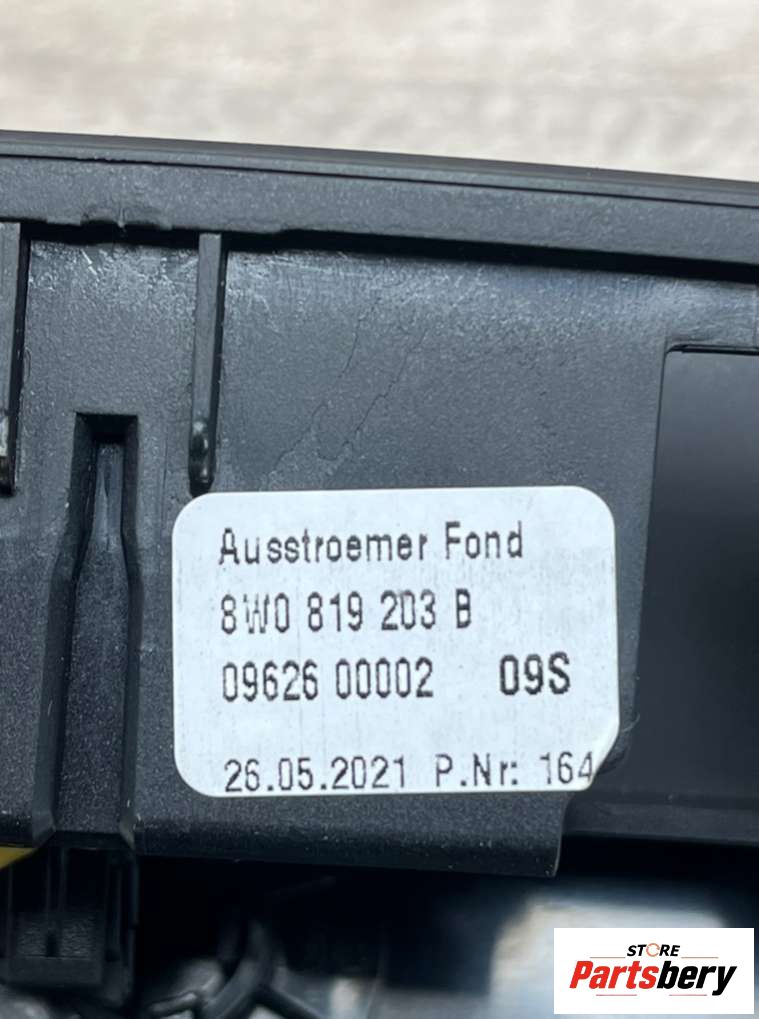 Ausstroemer Fond
8W0 819 203 B
09626 00002 09S
26.05.2021 P.Nr: 164
STORE
Partsbery